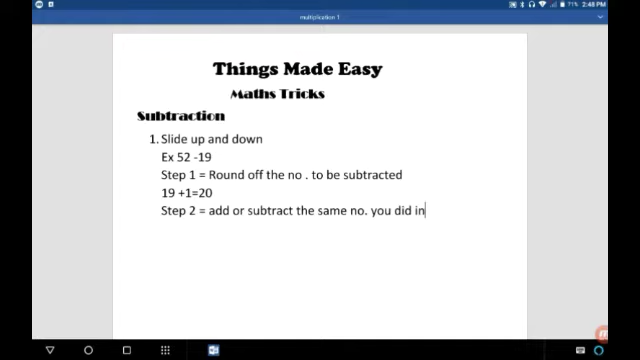 71% 2:48 PM
multiplication 1
Things Made Easy
Maths Tricks
Subtraction
1. Slide up and down
Ex 52 -19
Step 1 = Round off the no . to be subtracted
19 +1=20
Step 2 = add or subtract the same no. you did in